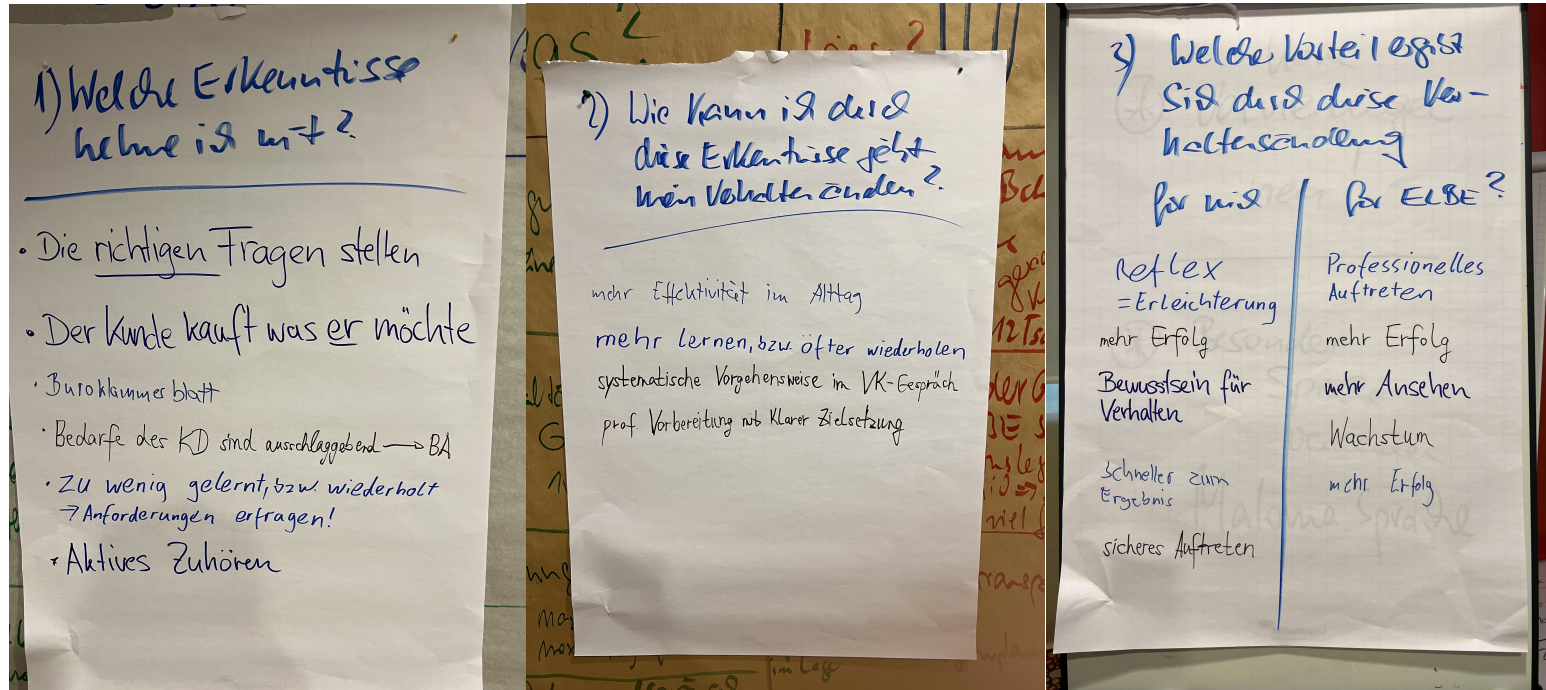 1) Welche Erkenntisse
nehme ich mit?
• Die richtigen Fragen stellen
• Der Kunde kauft was er möchte
• Büroklammerblatt
• Bedarfe des KD sind ausschlaggebend → BA
• Zu wenig gelernt, bzw. wiederholt
→ Anforderungen erfragen!
• Aktives Zuhören
2) Wie kann ich durch
diese Erkentnisse jetzt
mein Verhalten ändern?
mehr Effektivität im Alltag
mehr lernen, bzw. öfter wiederholen
systematische Vorgehensweise im VK-Gespräch
prof. Vorbereitung mit klarer Zielsetzung
3) Welche Vorteil ergibt
sich durch diese Ver-
haltensändung
für mich
Reflex
= Erleichterung
mehr Erfolg
Bewusstsein für
Verhalten
schneller zum
Ergebnis
sicheres Auftreten
für ELBE?
Professionelles
Auftreten
mehr Erfolg
mehr Ansehen
Wachstum
mehr Erfolg